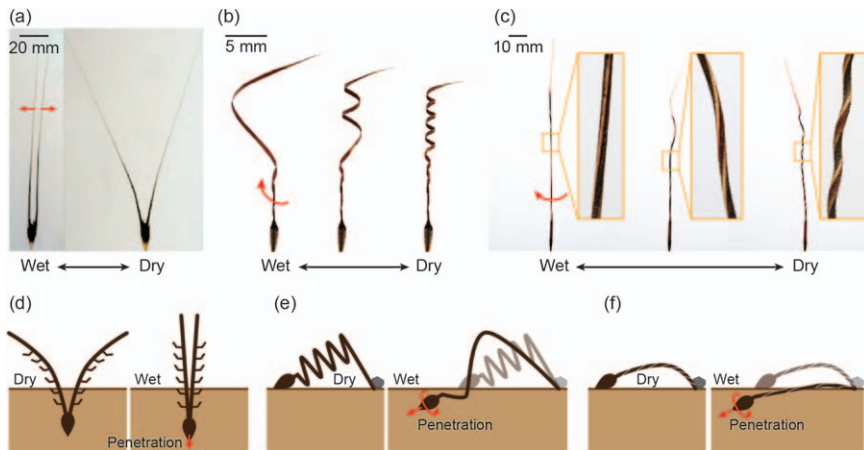 (a)
20 mm
Wet
Dry
(b)
5 mm
Wet
Dry
(c)
10 mm
Wet
Dry
(d)
Dry
Wet
Penetration
(e)
Dry
Wet
Penetration
(f)
Dry
Wet
Penetration